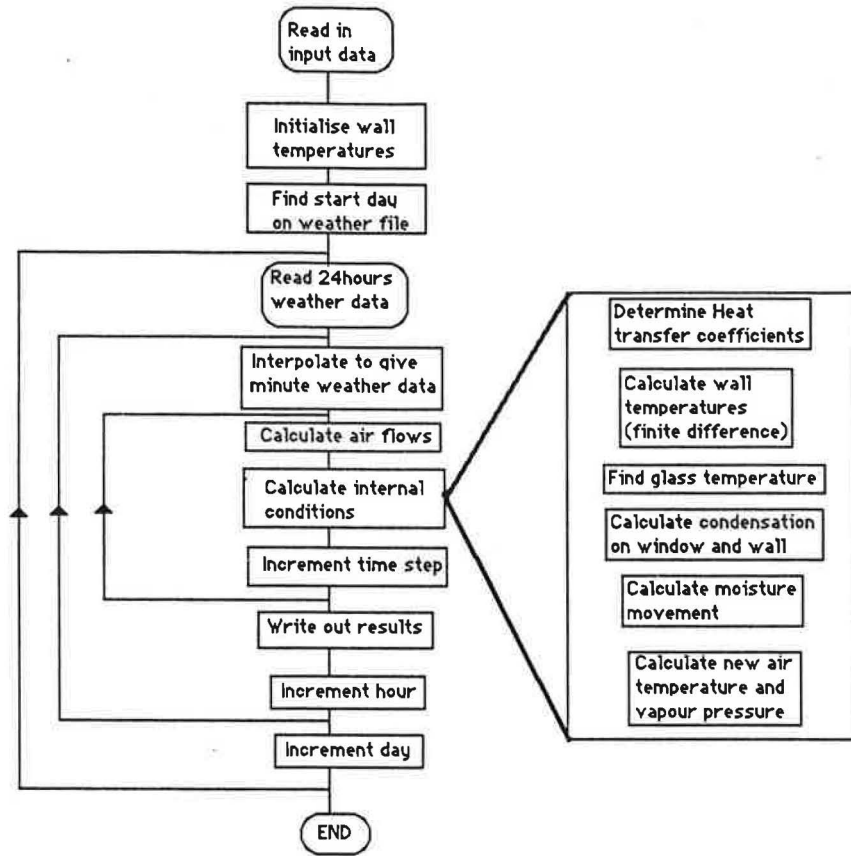 Read in
input data
Initialise wall
temperatures
Find start day
on weather file
Read 24hours
weather data
Interpolate to give
minute weather data
Calculate air flows
Calculate internal
conditions
Increment time step
Write out results
Increment hour
Increment day
END
Determine Heat
transfer coefficients
Calculate wall
temperatures
(finite difference)
Find glass temperature
Calculate condensation
on window and wall
Calculate moisture
movement
Calculate new air
temperature and
vapour pressure